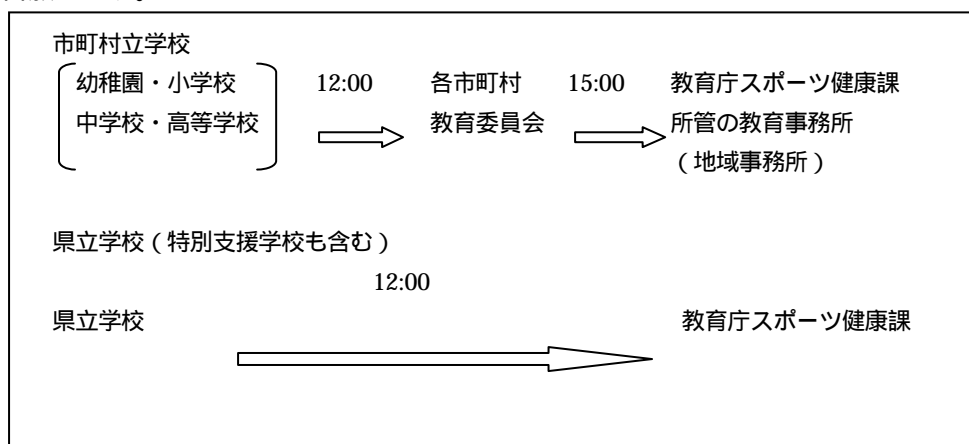 市町村立学校
幼稚園・小学校 12:00 各市町村 15:00 教育庁スポーツ健康課
中学校・高等学校 教育委員会 所管の教育事務所
(地域事務所)
県立学校(特別支援学校も含む)
12:00
県立学校 教育庁スポーツ健康課